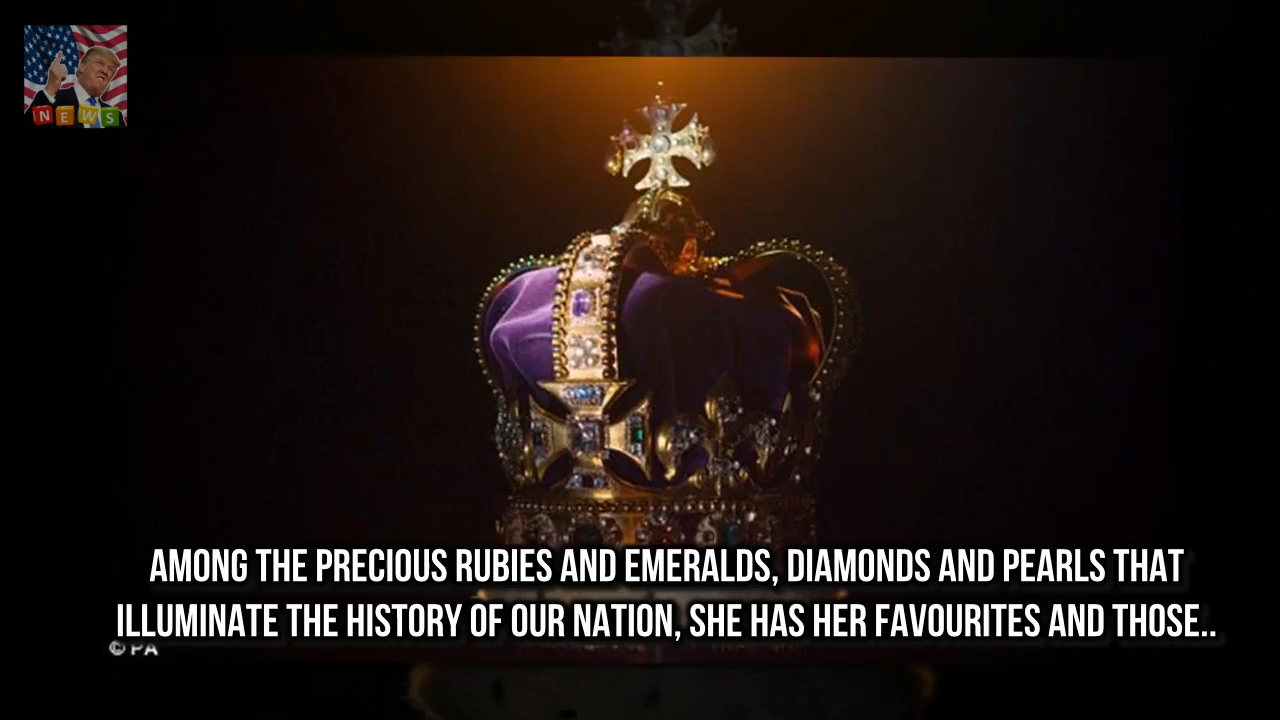 NEWS
AMONG THE PRECIOUS RUBIES AND EMERALDS, DIAMONDS AND PEARLS THAT
ILLUMINATE THE HISTORY OF OUR NATION, SHE HAS HER FAVOURITES AND THOSE..
© PA